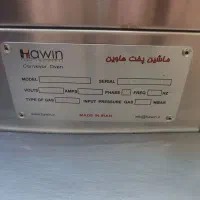 Hawin
ماشین پخت هاوین
Conveyor Oven
MODEL SERIAL
VOLTS AMPS PHASE FREQ HZ
TYPE OF GAS INPUT PRESSURE GAS MBAR
MADE IN IRAN